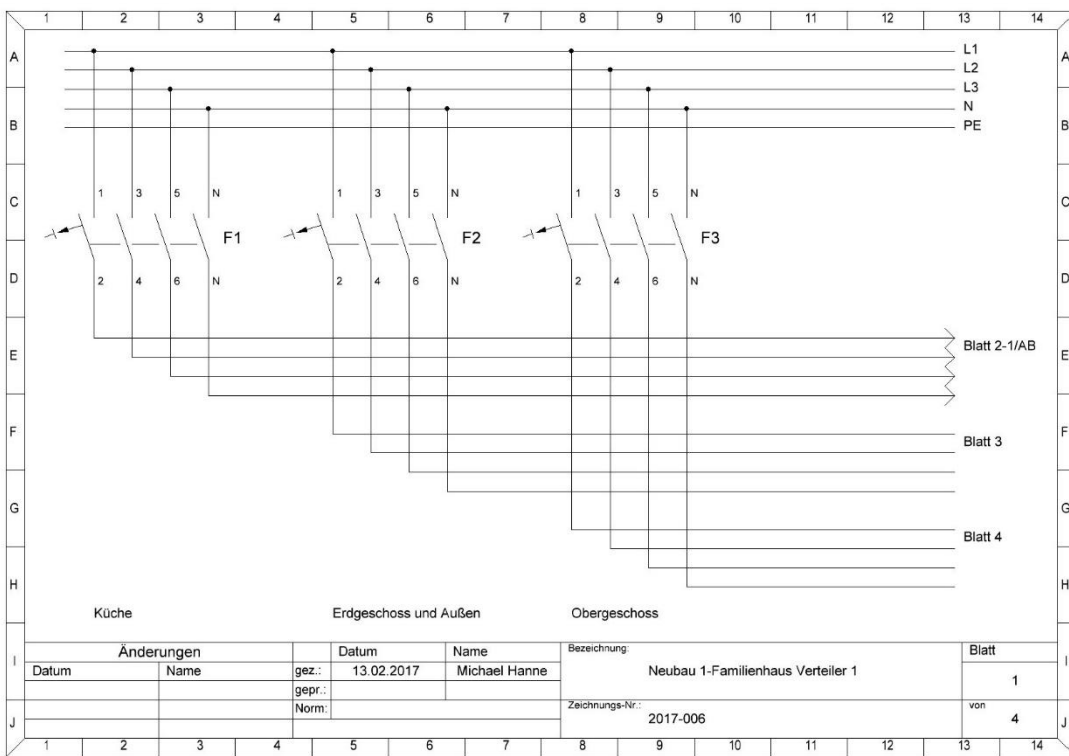 1 2 3 4 5 6 7 8 9 10 11 12 13 14
A L1 A
L2
L3
N
B PE B
C 1 3 5 N 1 3 5 N 1 3 5 N C
F1 F2 F3
D 2 4 6 N 2 4 6 N 2 4 6 N D
E Blatt 2-1/AB E
F Blatt 3 F
G G
Blatt 4
H H
Küche Erdgeschoss und Außen Obergeschoss
I Änderungen Datum Name Bezeichnung: Blatt I
Datum Name gez.: 13.02.2017 Michael Hanne Neubau 1-Familienhaus Verteiler 1 1
gepr.:
Norm: Zeichnungs-Nr.: von
J 2017-006 4 J
1 2 3 4 5 6 7 8 9 10 11 12 13 14